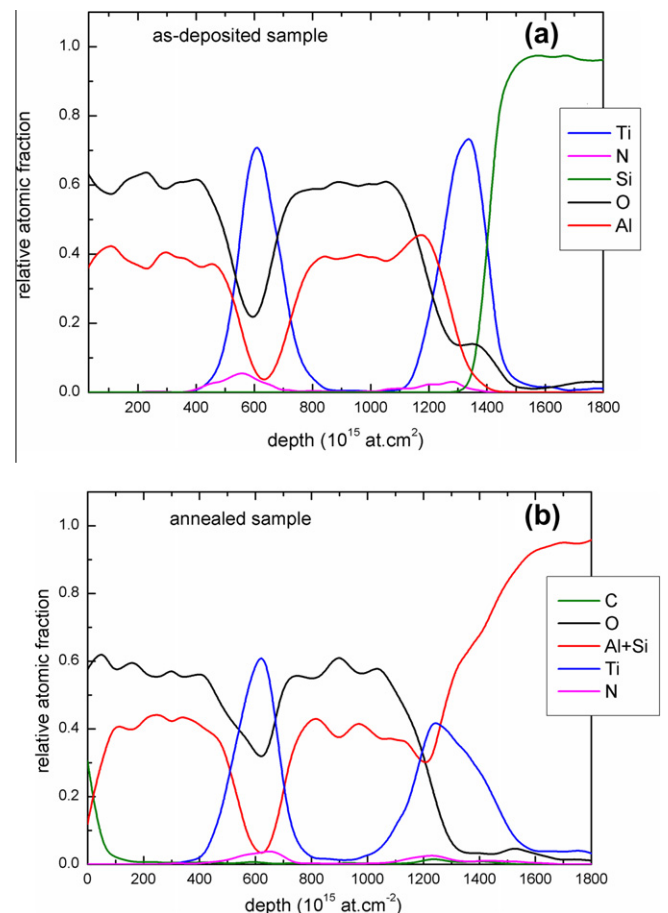 as-deposited sample
(a)
1.0
0.8
0.6
0.4
0.2
0.0
relative atomic fraction
Ti
N
Si
O
Al
200 400 600 800 1000 1200 1400 1600 1800
depth (10¹⁵ at.cm²)
annealed sample
(b)
1.0
0.8
0.6
0.4
0.2
0.0
relative atomic fraction
C
O
Al+Si
Ti
N
0 200 400 600 800 1000 1200 1400 1600 1800
depth (10¹⁵ at.cm⁻²)